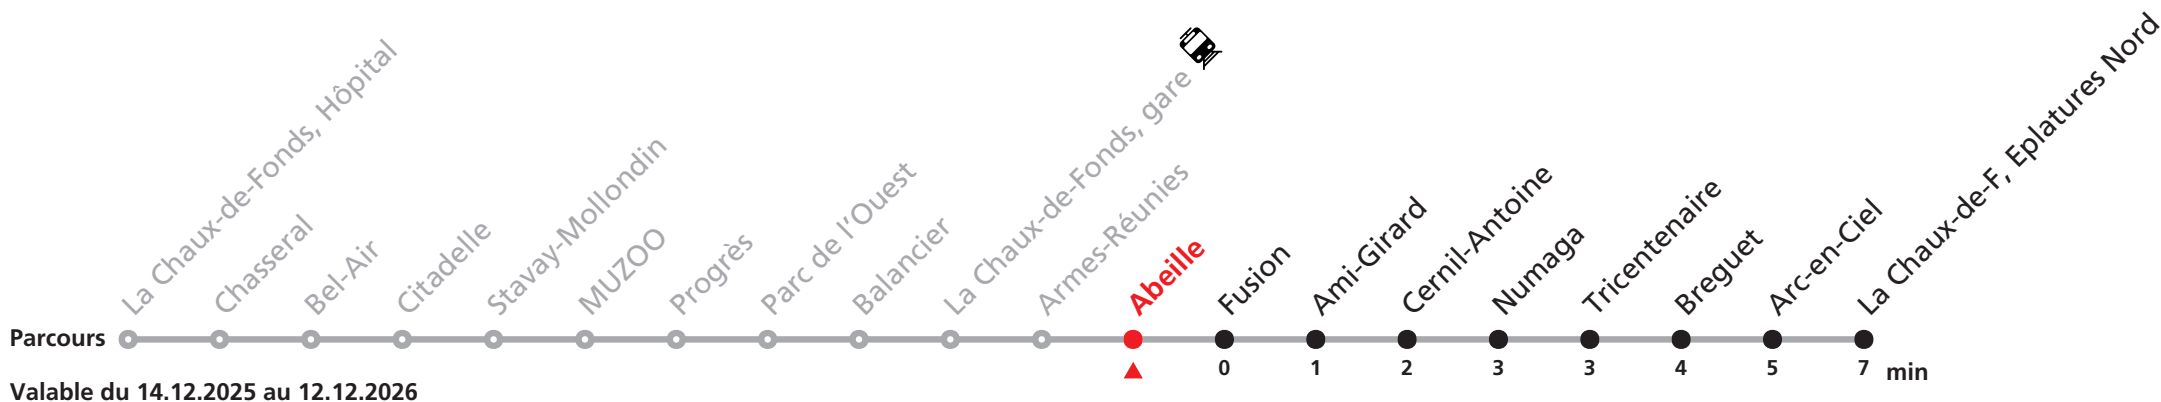 La Chaux-de-Fonds, Hôpital
Chasseral
Bel-Air
Citadelle
Stavay-Mollondin
MUZOO
Progrès
Parc de l'Ouest
Balancier
La Chaux-de-Fonds, gare
Armes-Réunies
Abeille
Fusion
Ami-Girard
Cernil-Antoine
Numaga
Tricentenaire
Breguet
Arc-en-Ciel
La Chaux-de-F, Eplatures Nord
Parcours
0 1 2 3 3 4 5 7 min
Valable du 14.12.2025 au 12.12.2026